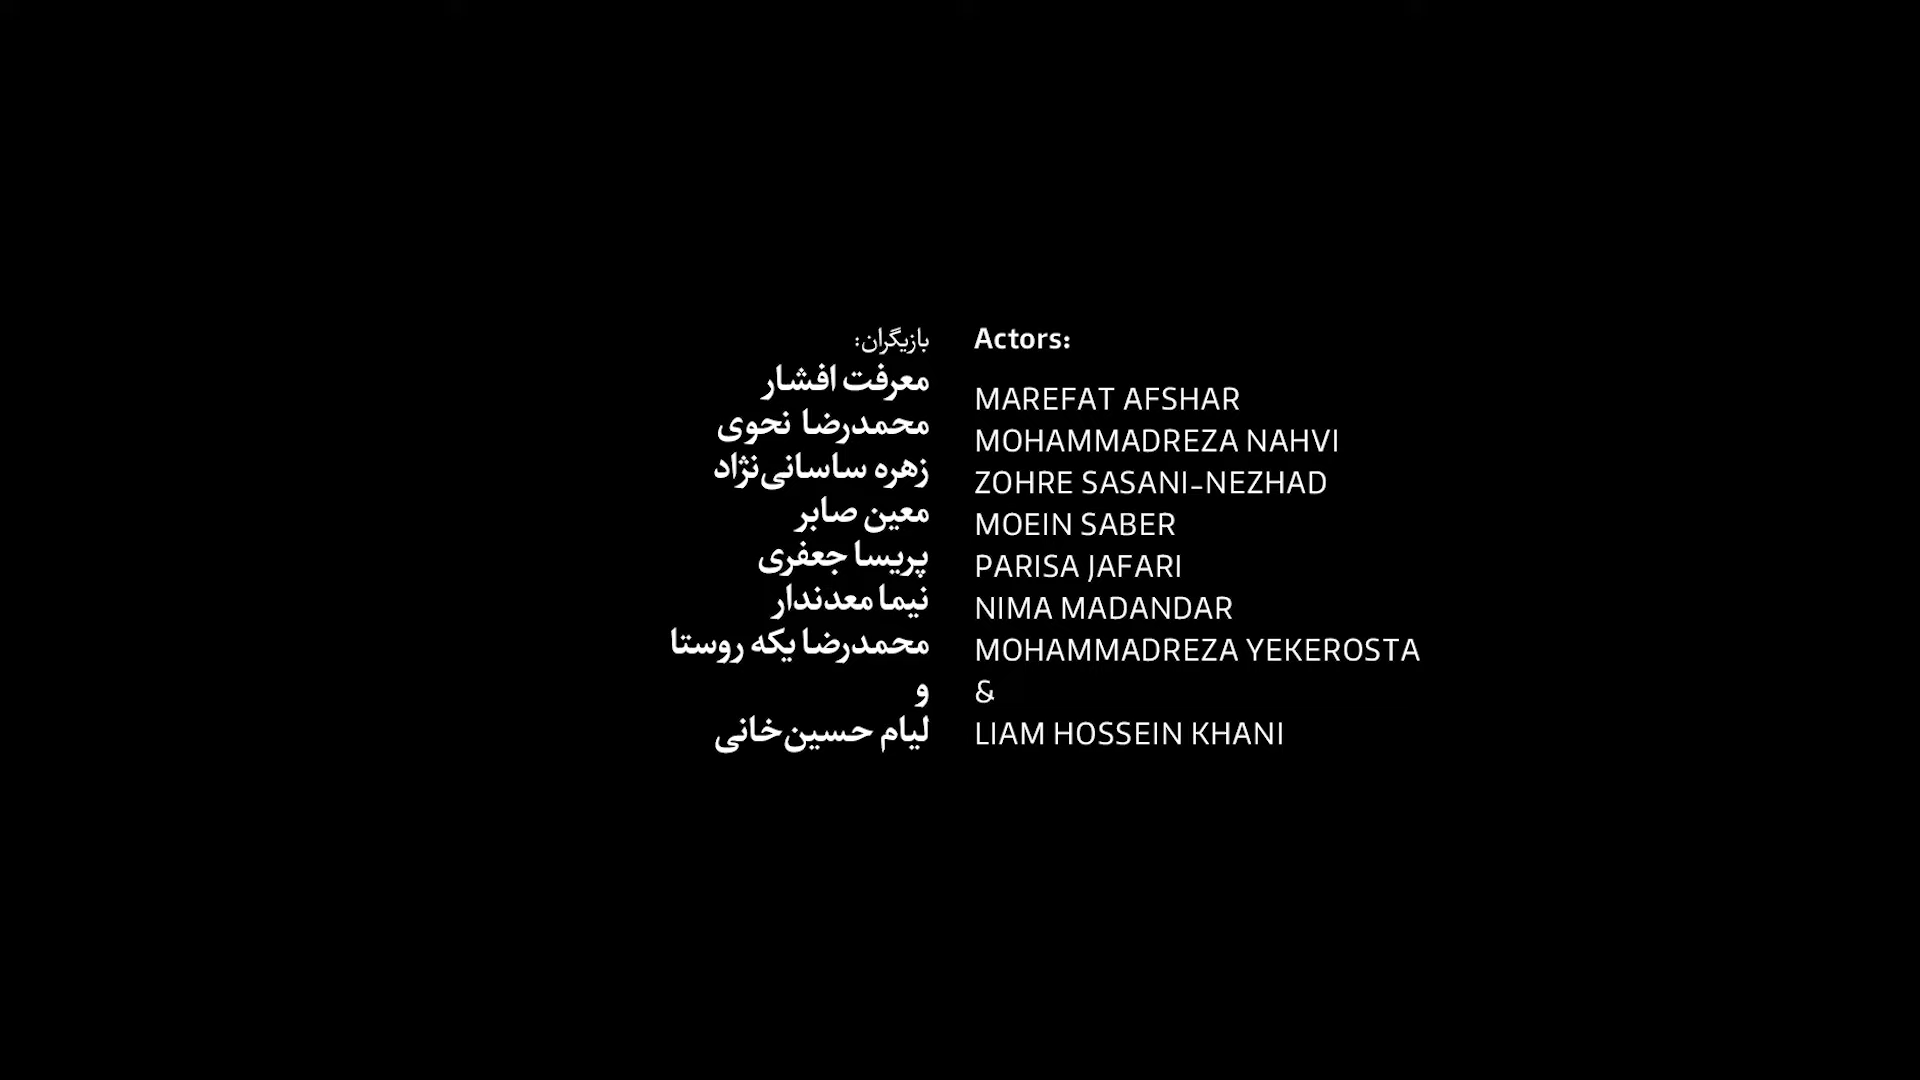 بازیگران:
معرفت افشار
محمدرضا نحوی
زهره ساسانی‌نژاد
معین صابر
پریسا جعفری
نیما معدندار
محمدرضا یکه روستا
و
لیام حسین‌خانی
Actors:
MAREFAT AFSHAR
MOHAMMADREZA NAHVI
ZOHRE SASANI-NEZHAD
MOEIN SABER
PARISA JAFARI
NIMA MADANDAR
MOHAMMADREZA YEKEROSTA
&
LIAM HOSSEIN KHANI